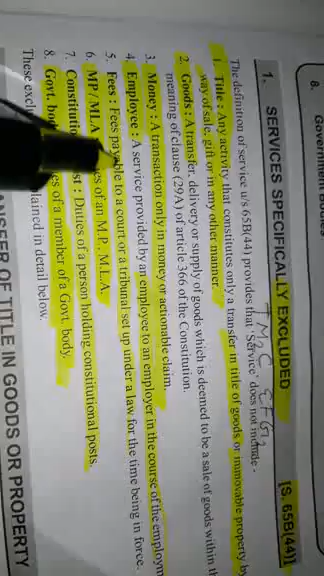 8. Government Bodies
1. SERVICES SPECIFICALLY EXCLUDED [S. 65B(44)]
TM2C EFG,
The definition of service u/s 65B(44) provides that 'Service' does not include -
1. Title : Any activity that constitutes only a transfer in title of goods or immovable property by
way of sale, gift or in any other manner.
2. Goods : A transfer, delivery or supply of goods which is deemed to be a sale of goods within th
meaning of clause (29A) of article 366 of the Constitution.
3. Money : A transaction only in money or actionable claim.
4. Employee : A service provided by an employee to an employer in the course of the employm
5. Fees : Fees payable to a court or a tribunal set up under a law for the time being in force.
6. MP/MLA es of an M.P., M.L.A.
7. Constitutio st : Duties of a person holding constitutional posts.
8. Govt. bo es of a member of a Govt. body.
These exclu lained in detail below.
NSFER OF TITLE IN GOODS OR PROPERTY